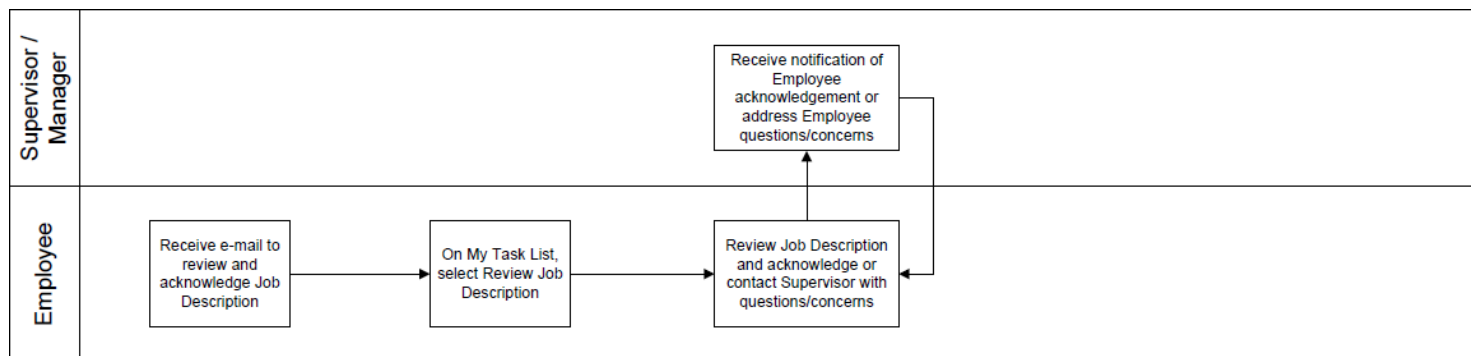 Supervisor /
Manager
Receive notification of
Employee
acknowledgement or
address Employee
questions/concerns
Employee
Receive e-mail to
review and
acknowledge Job
Description
On My Task List,
select Review Job
Description
Review Job Description
and acknowledge or
contact Supervisor with
questions/concerns